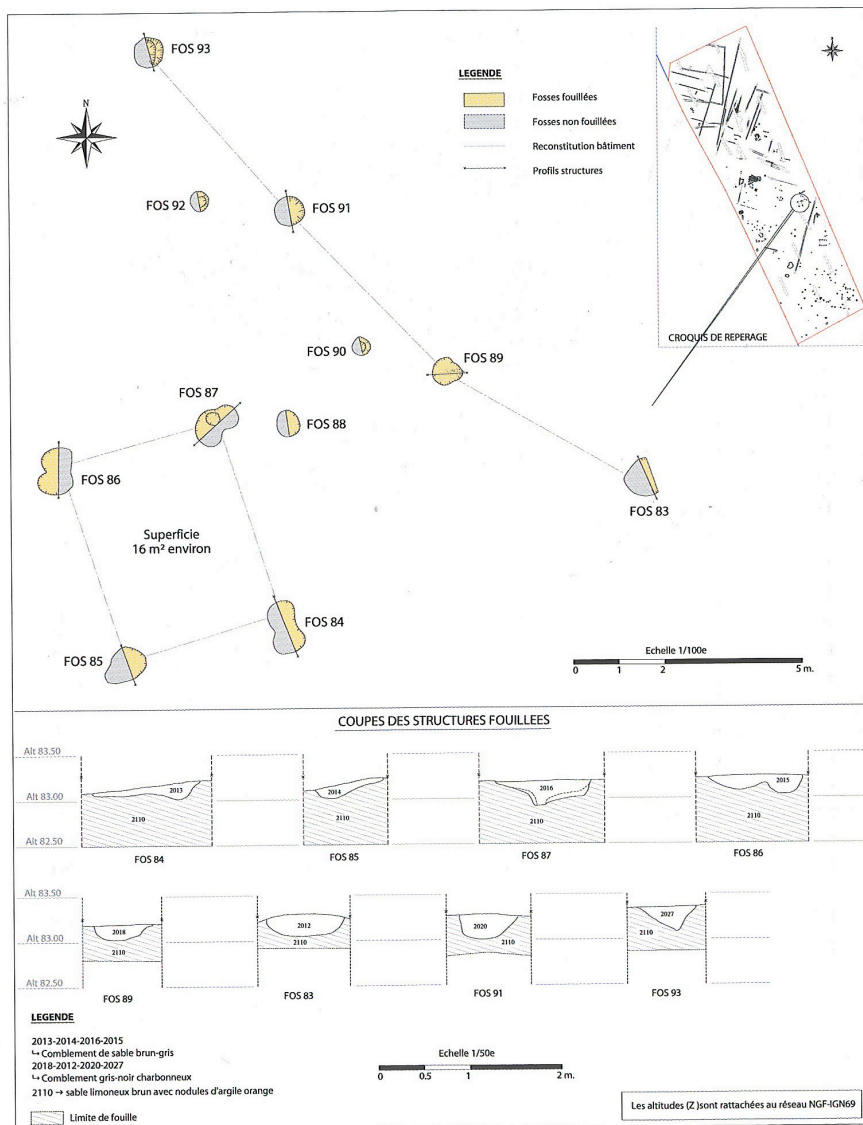 FOS 93
N
LEGENDE
Fosses fouillées
Fosses non fouillées
Reconstitution bâtiment
Profils structures
FOS 92
FOS 91
CROQUIS DE REPERAGE
FOS 90
FOS 89
FOS 87
FOS 88
FOS 86
FOS 83
Superficie
16 m² environ
FOS 84
FOS 85
Echelle 1/100e
0 1 2 5 m.
COUPES DES STRUCTURES FOUILLEES
Alt 83.50
Alt 83.00
Alt 82.50
2013 2014 2016 2015
2110 2110 2110 2110
FOS 84 FOS 85 FOS 87 FOS 86
Alt 83.50
Alt 83.00
Alt 82.50
2018 2012 2020 2027
2110 2110 2110 2110
FOS 89 FOS 83 FOS 91 FOS 93
LEGENDE
2013-2014-2016-2015
↪ Comblement de sable brun-gris
2018-2012-2020-2027
↪ Comblement gris-noir charbonneux
2110 → sable limoneux brun avec nodules d'argile orange
Limite de fouille
Echelle 1/50e
0 0.5 1 2 m.
Les altitudes (Z )sont rattachées au réseau NGF-IGN69